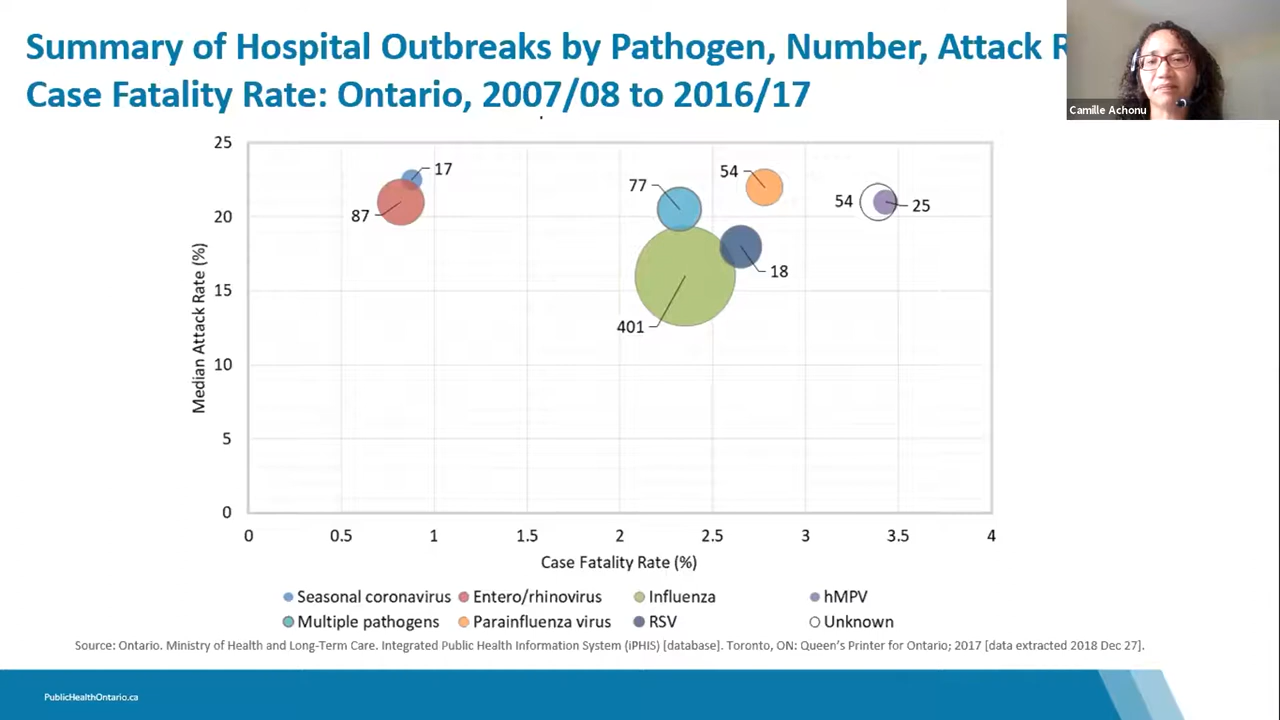 Summary of Hospital Outbreaks by Pathogen, Number, Attack
Case Fatality Rate: Ontario, 2007/08 to 2016/17
Camille Achonu
25
20
15
10
5
0
Median Attack Rate (%)
17
87
77
54
54
25
18
401
0 0.5 1 1.5 2 2.5 3 3.5 4
Case Fatality Rate (%)
Seasonal coronavirus Entero/rhinovirus Influenza hMPV
Multiple pathogens Parainfluenza virus RSV Unknown
Source: Ontario. Ministry of Health and Long-Term Care. Integrated Public Health Information System (iPHIS) [database]. Toronto, ON: Queen's Printer for Ontario; 2017 [data extracted 2018 Dec 27].
PublicHealthOntario.ca